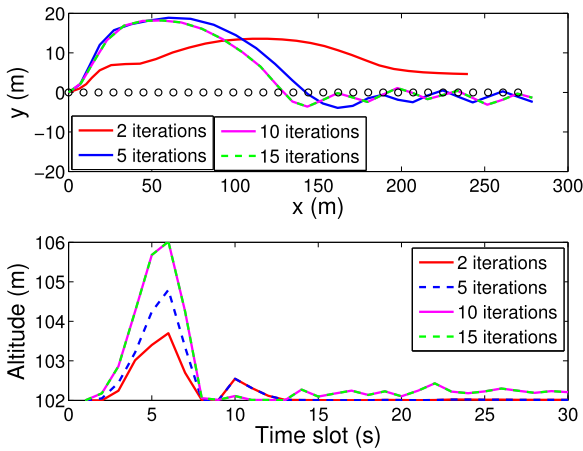 20
10
0
−10
−20
y (m)
2 iterations
5 iterations
10 iterations
15 iterations
0 50 100 150 200 250 300
x (m)
106
105
104
103
102
Altitude (m)
2 iterations
5 iterations
10 iterations
15 iterations
0 5 10 15 20 25 30
Time slot (s)